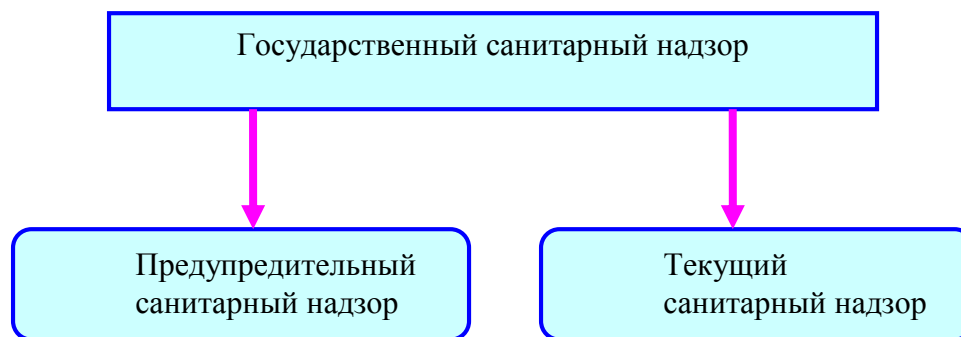 Государственный санитарный надзор
Предупредительный
санитарный надзор
Текущий
санитарный надзор